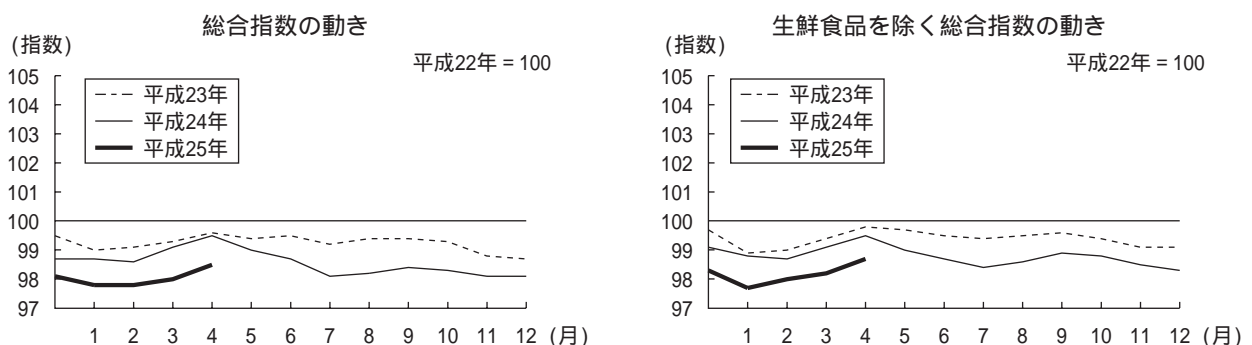 総合指数の動き
(指数)
平成22年 = 100
105
104
103
102
101
100
99
98
97
平成23年
平成24年
平成25年
1 2 3 4 5 6 7 8 9 10 11 12 (月)
生鮮食品を除く総合指数の動き
(指数)
平成22年 = 100
105
104
103
102
101
100
99
98
97
平成23年
平成24年
平成25年
1 2 3 4 5 6 7 8 9 10 11 12 (月)